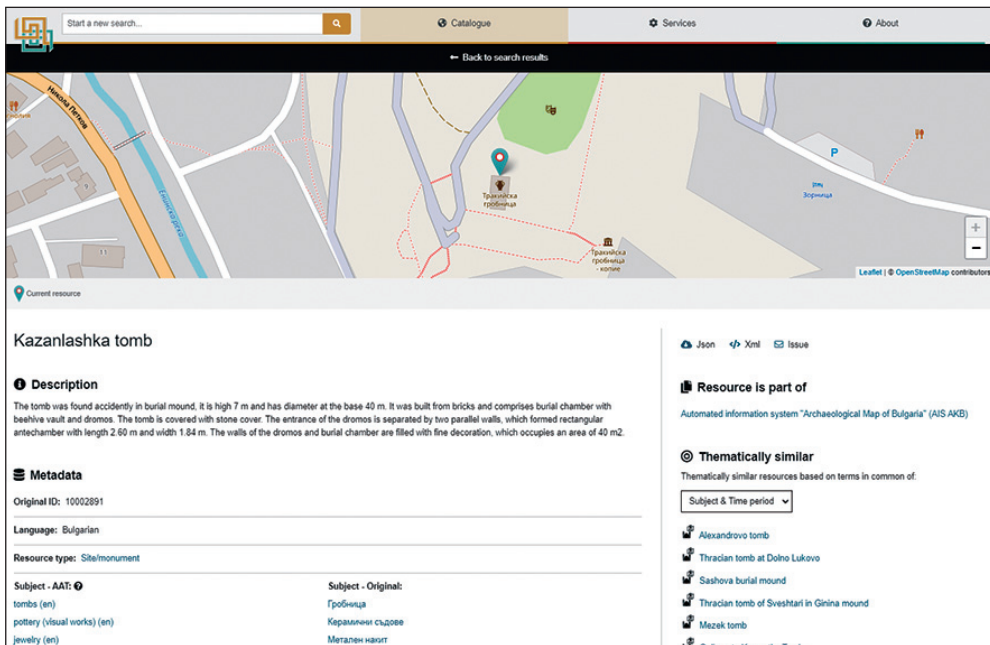 Start a new search...
Catalogue
Services
About
← Back to search results
Никола Петков
9
11
Енинска река
Тракийска
гробница
Тракийска
гробница
- копие
P
Зорница
+
−
Leaflet | © OpenStreetMap contributors
Current resource
Kazanlashka tomb
Description
The tomb was found accidently in burial mound, it is high 7 m and has diameter at the base 40 m. It was built from bricks and comprises burial chamber with
beehive vault and dromos. The tomb is covered with stone cover. The entrance of the dromos is separated by two parallel walls, which formed rectangular
antechamber with length 2.60 m and width 1.84 m. The walls of the dromos and burial chamber are filled with fine decoration, which occupies an area of 40 m2.
Metadata
Original ID: 10002891
Language: Bulgarian
Resource type: Site/monument
Subject - AAT:
tombs (en)
pottery (visual works) (en)
jewelry (en)
Subject - Original:
Гробница
Керамични съдове
Метален накит
Json
Xml
Issue
Resource is part of
Automated information system "Archaeological Map of Bulgaria" (AIS AKB)
Thematically similar
Thematically similar resources based on terms in common of:
Subject & Time period
Alexandrovo tomb
Thracian tomb at Dolno Lukovo
Sashova burial mound
Thracian tomb of Sveshtari in Ginina mound
Mezek tomb